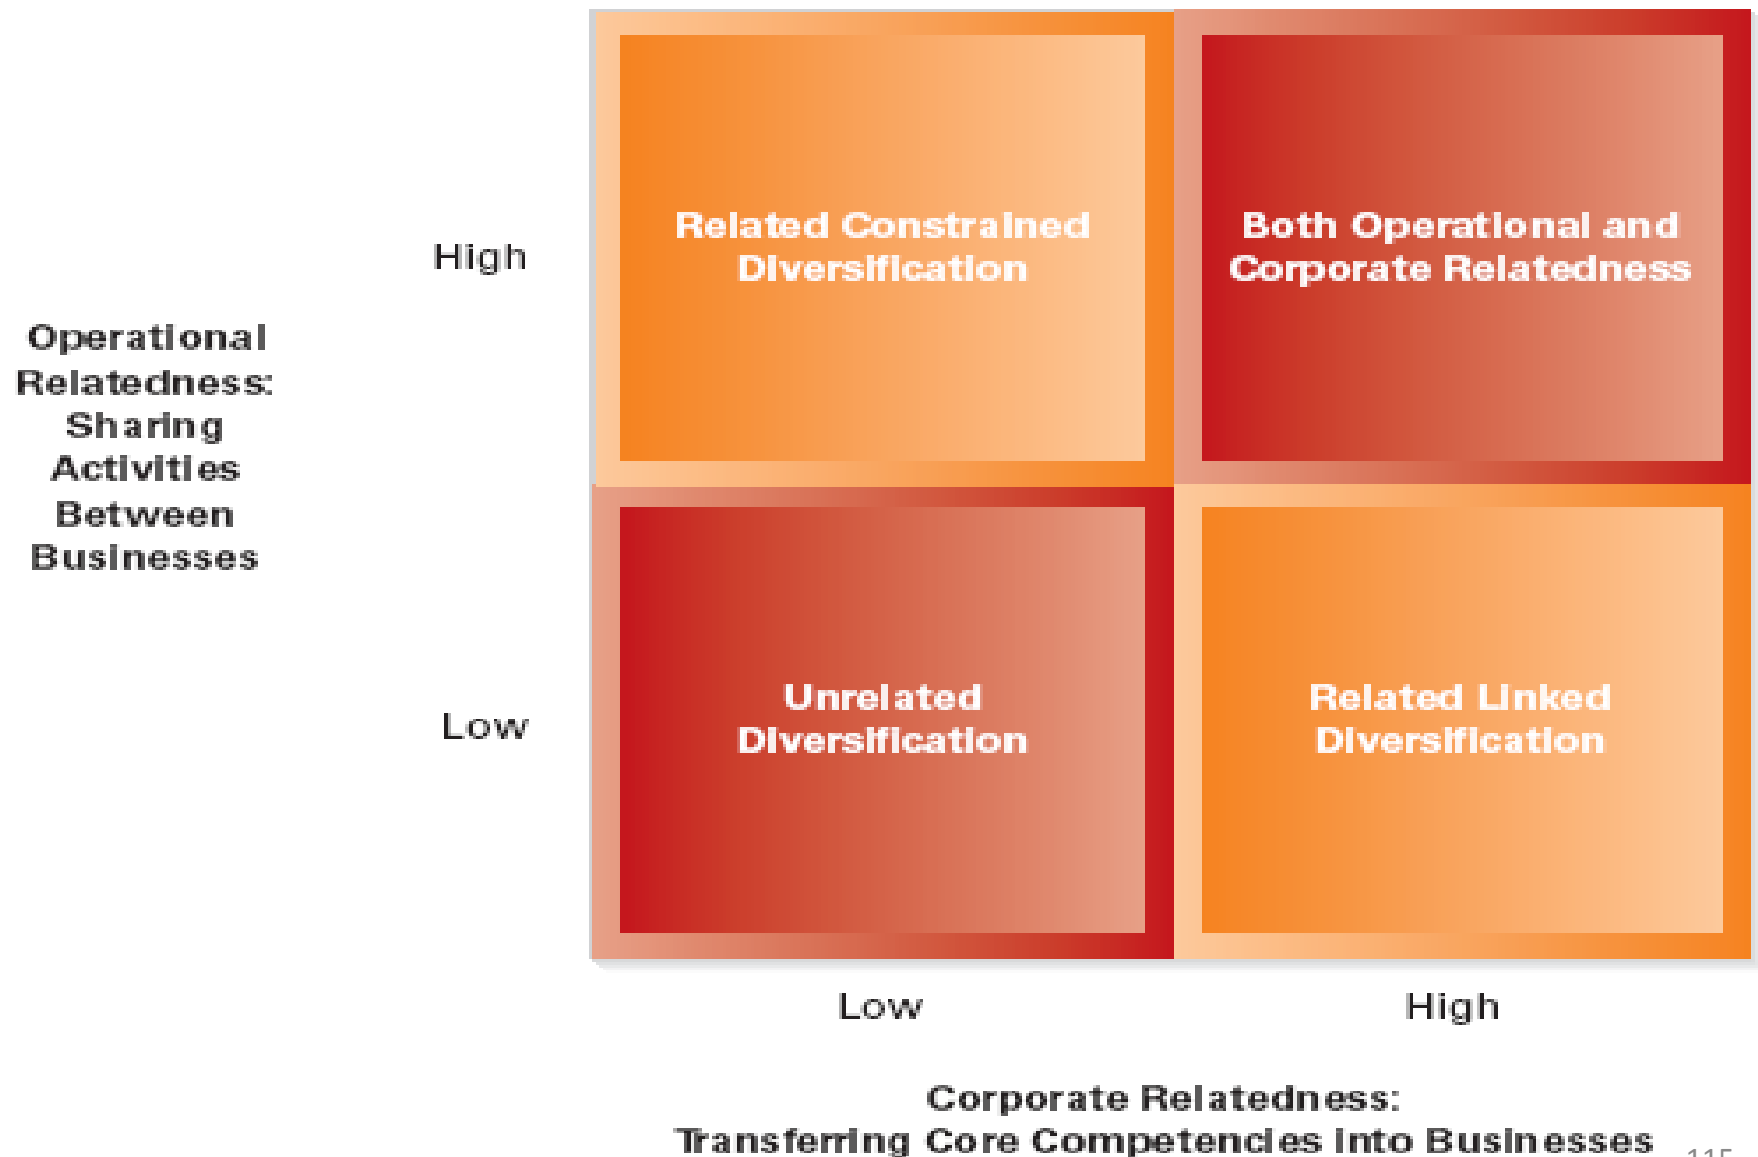 Related Constrained
Diversification
Both Operational and
Corporate Relatedness
High
Operational
Relatedness:
Sharing
Activities
Between
Businesses
Unrelated
Diversification
Related Linked
Diversification
Low
Low
High
Corporate Relatedness:
Transferring Core Competencies into Businesses
115